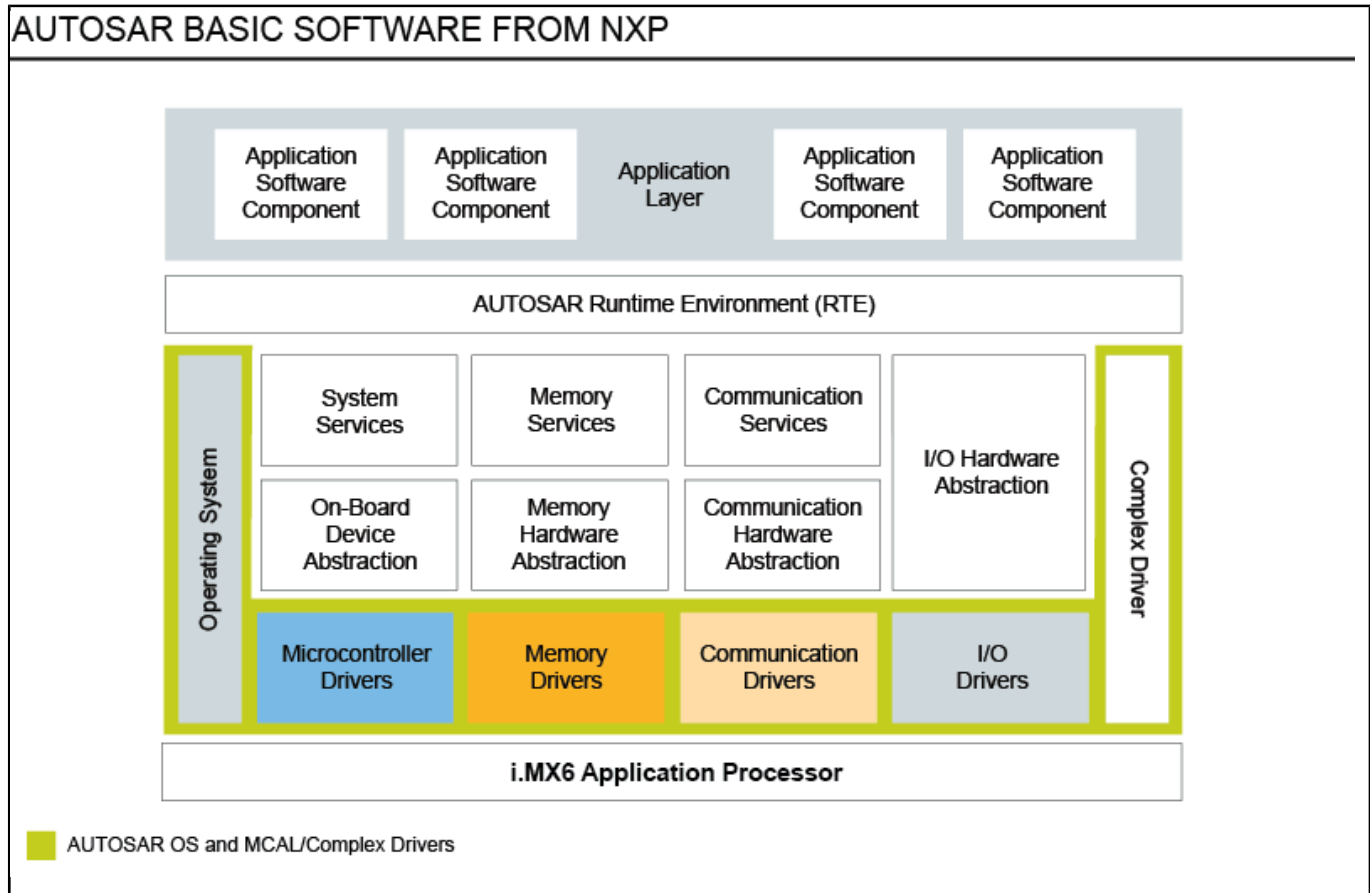 AUTOSAR BASIC SOFTWARE FROM NXP
Application
Software
Component
Application
Software
Component
Application
Layer
Application
Software
Component
Application
Software
Component
AUTOSAR Runtime Environment (RTE)
Operating System
System
Services
Memory
Services
Communication
Services
I/O Hardware
Abstraction
Complex Driver
On-Board
Device
Abstraction
Memory
Hardware
Abstraction
Communication
Hardware
Abstraction
Microcontroller
Drivers
Memory
Drivers
Communication
Drivers
I/O
Drivers
i.MX6 Application Processor
AUTOSAR OS and MCAL/Complex Drivers